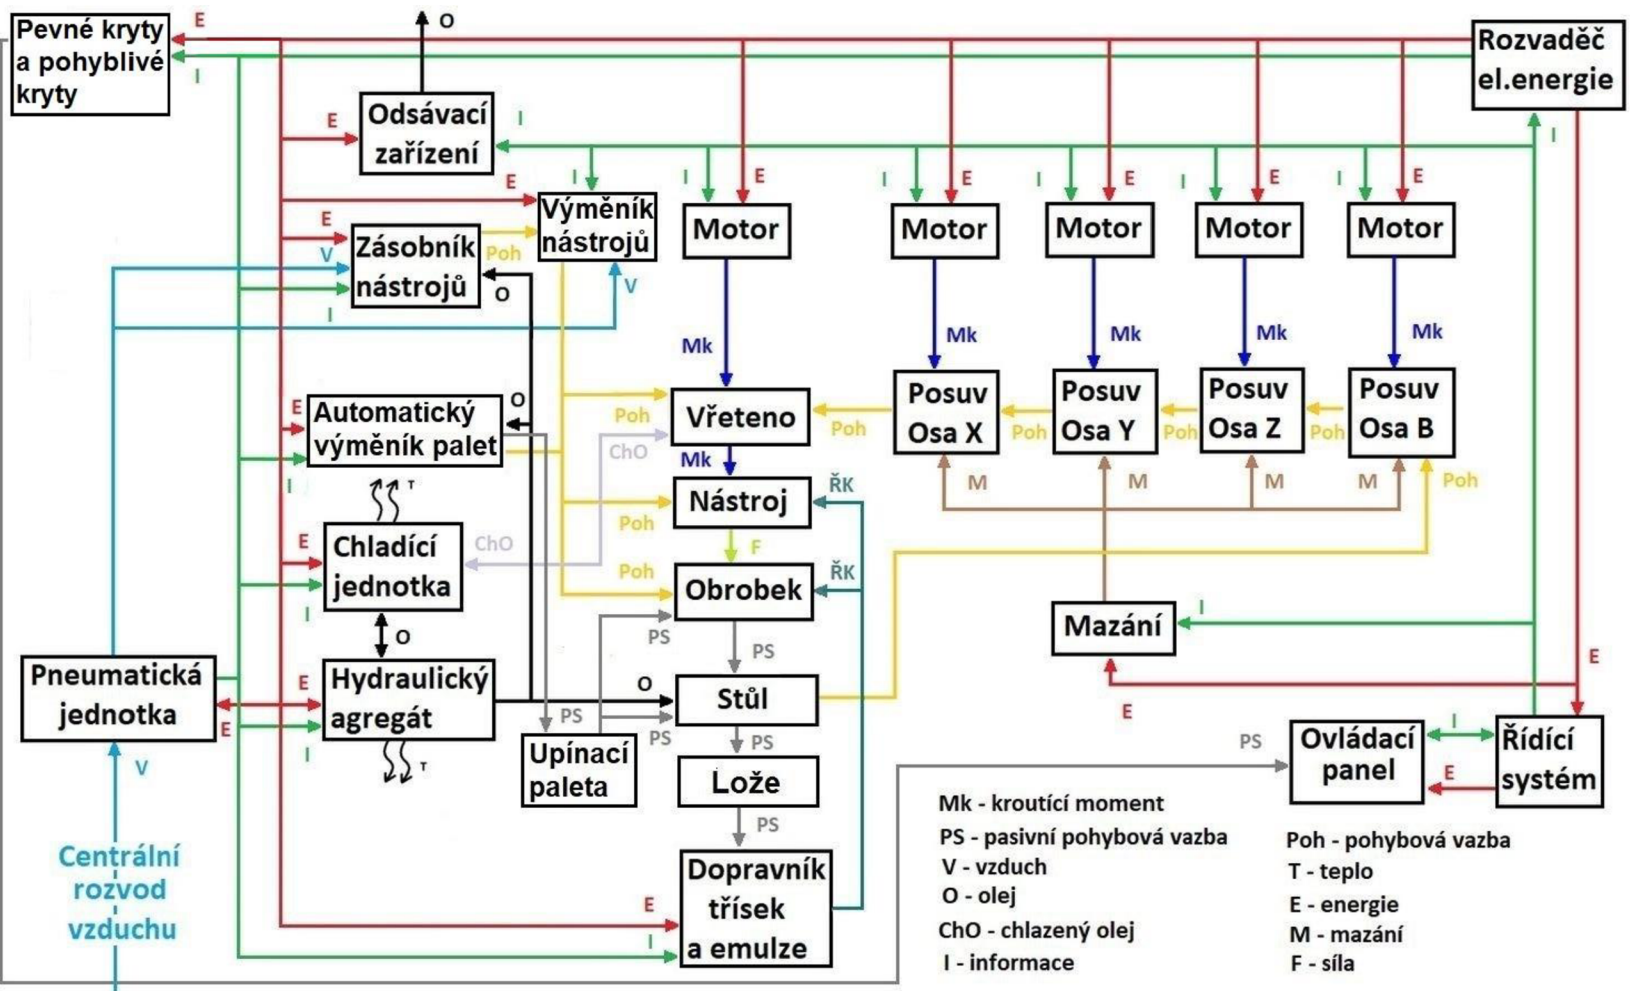 Pevné kryty
a pohyblivé
kryty
E
I
O
Rozvaděč
el.energie
Odsávací
zařízení
E
I
I
E
I
I
E
I
E
I
E
I
E
I
E
Výměník
nástrojů
Motor
Motor
Motor
Motor
Motor
E
V
Zásobník
nástrojů
Poh
O
V
I
Mk
Mk
Mk
Mk
Mk
E
Automatický
výměník palet
O
I
Poh
Vřeteno
ChO
Poh
Posuv
Osa X
Poh
Posuv
Osa Y
Poh
Posuv
Osa Z
Poh
Posuv
Osa B
Mk
T
Nástroj
ŘK
M
M
M
M
Poh
Poh
E
Chladící
jednotka
ChO
F
I
Poh
Obrobek
ŘK
O
PS
PS
Mazání
I
E
E
Pneumatická
jednotka
E
E
Hydraulický
agregát
I
O
Stůl
PS
PS
PS
T
V
Upínací
paleta
Lože
PS
PS
Ovládací
panel
I
E
Řídící
systém
Centrální
rozvod
vzduchu
Dopravník
třísek
a emulze
E
I
Mk - kroutící moment
PS - pasivní pohybová vazba
V - vzduch
O - olej
ChO - chlazený olej
I - informace
Poh - pohybová vazba
T - teplo
E - energie
M - mazání
F - síla